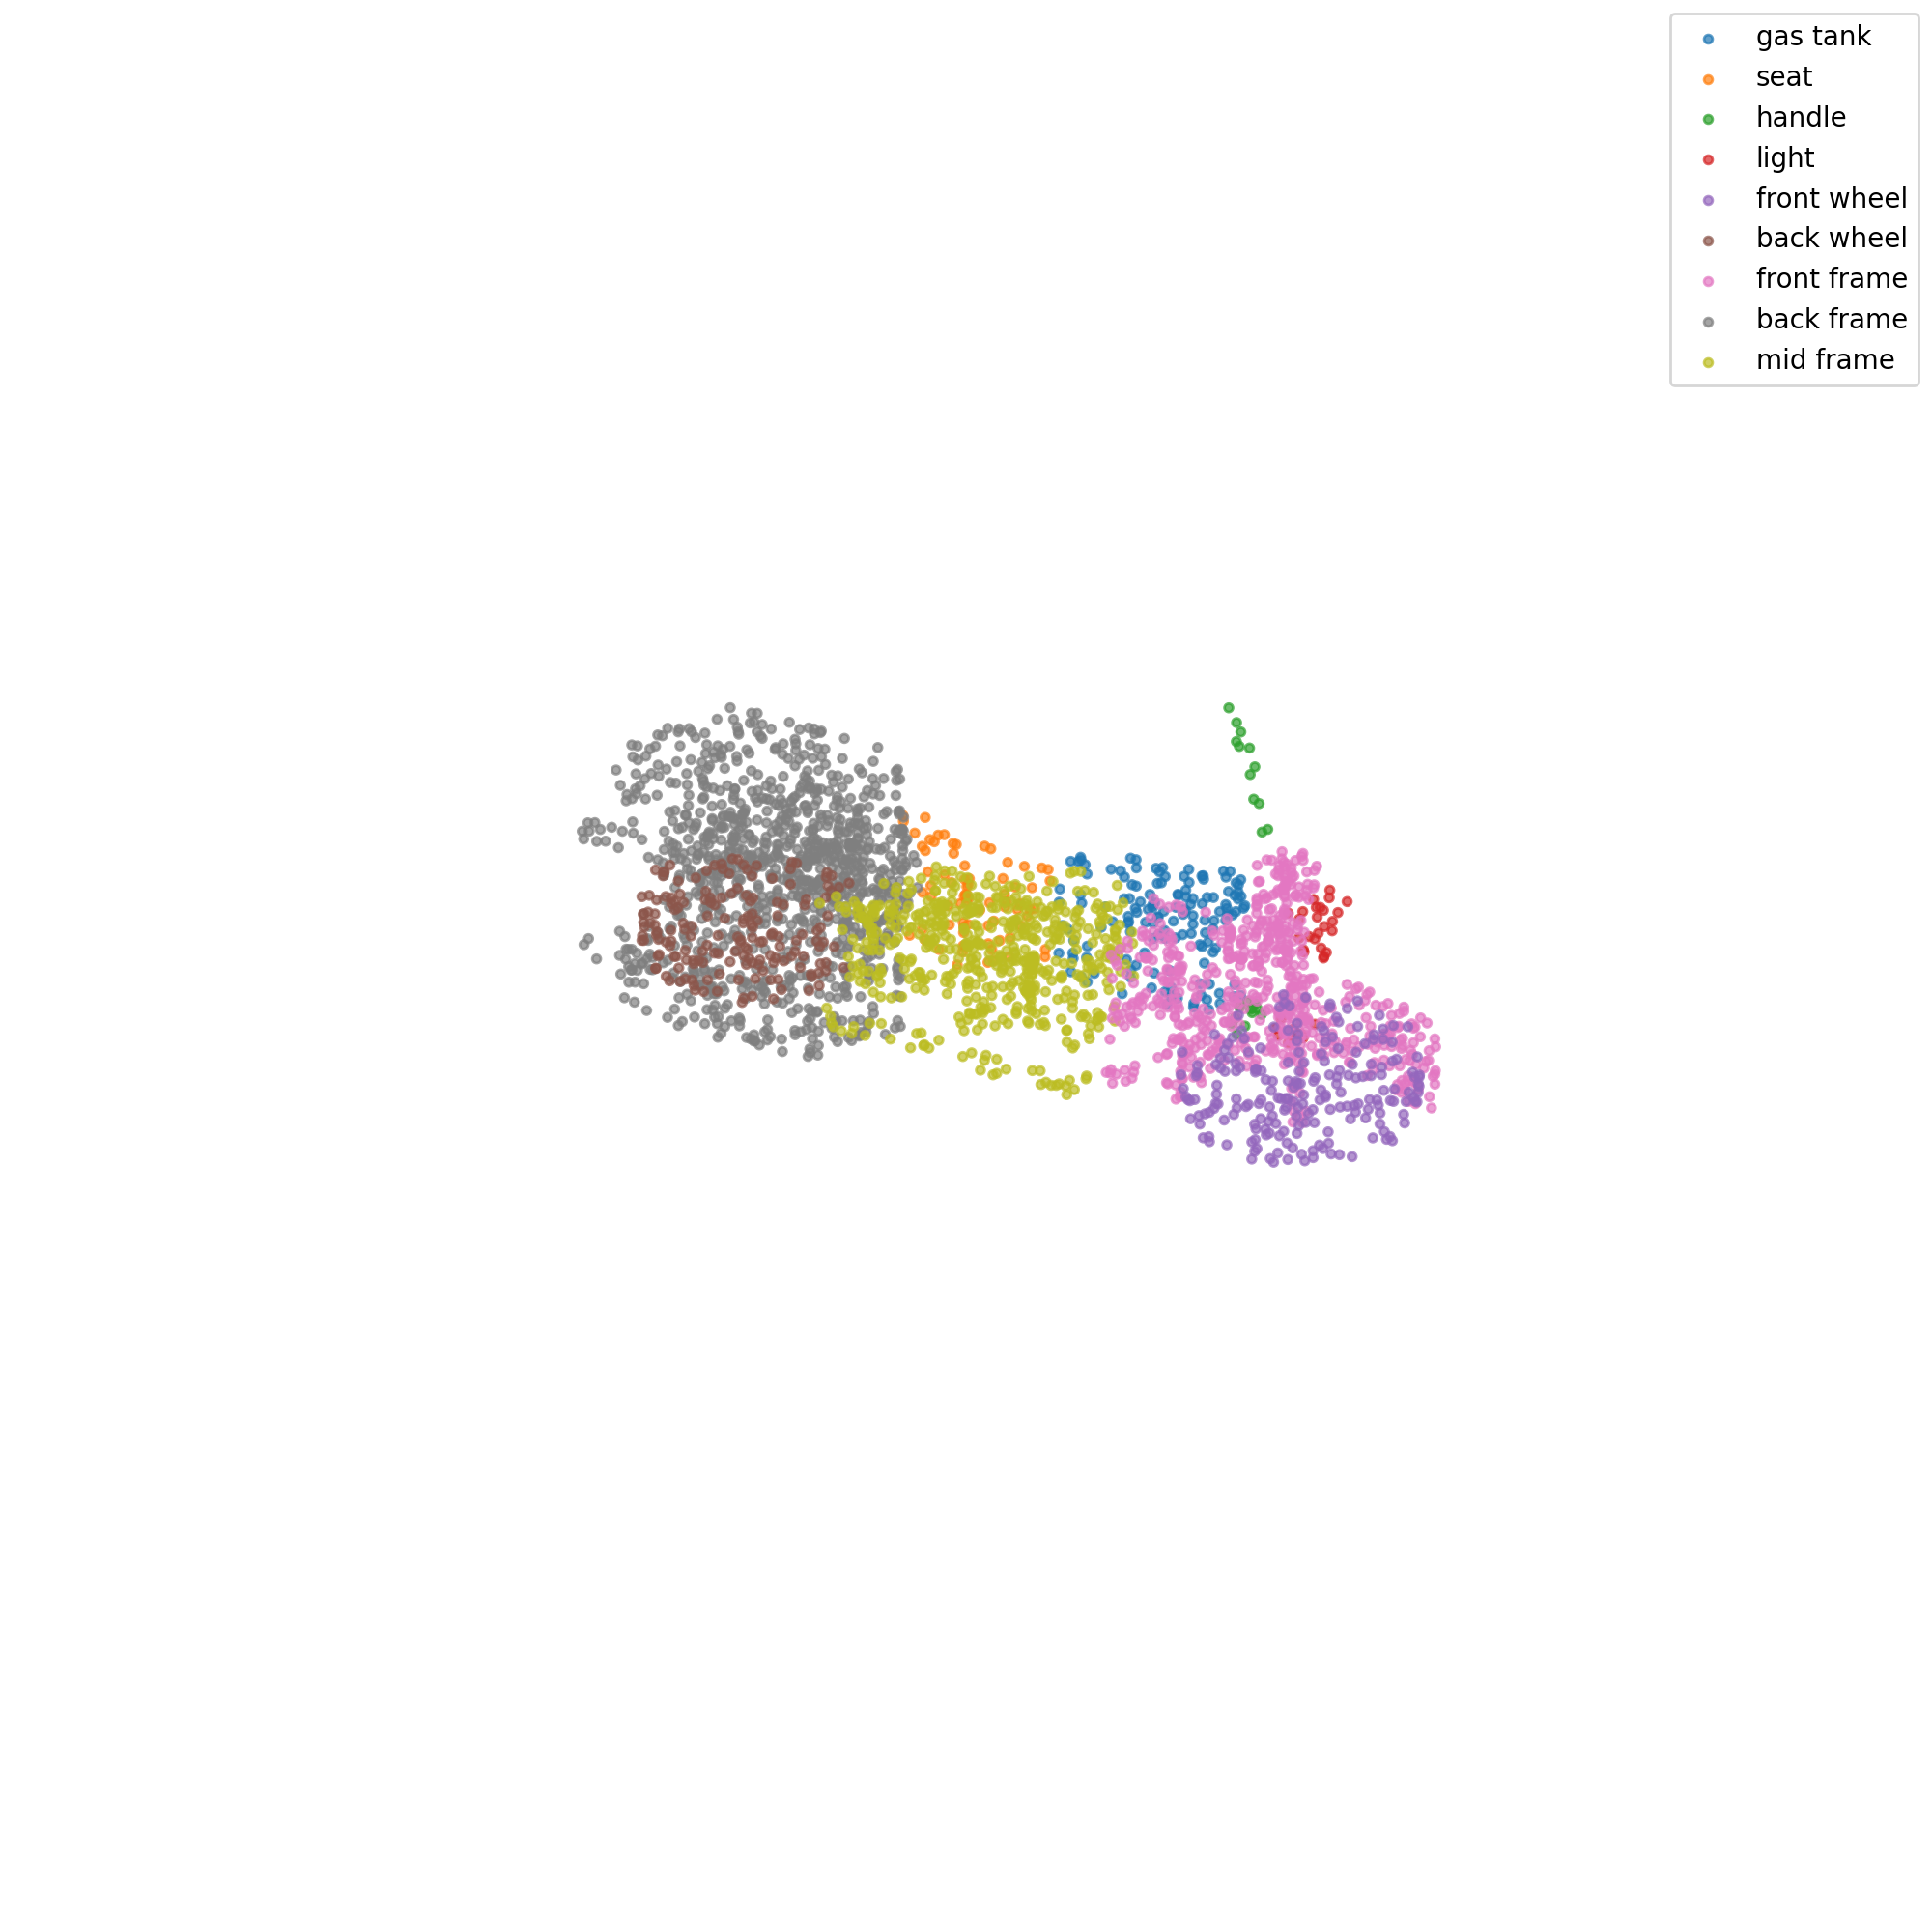 gas tank
seat
handle
light
front wheel
back wheel
front frame
back frame
mid frame